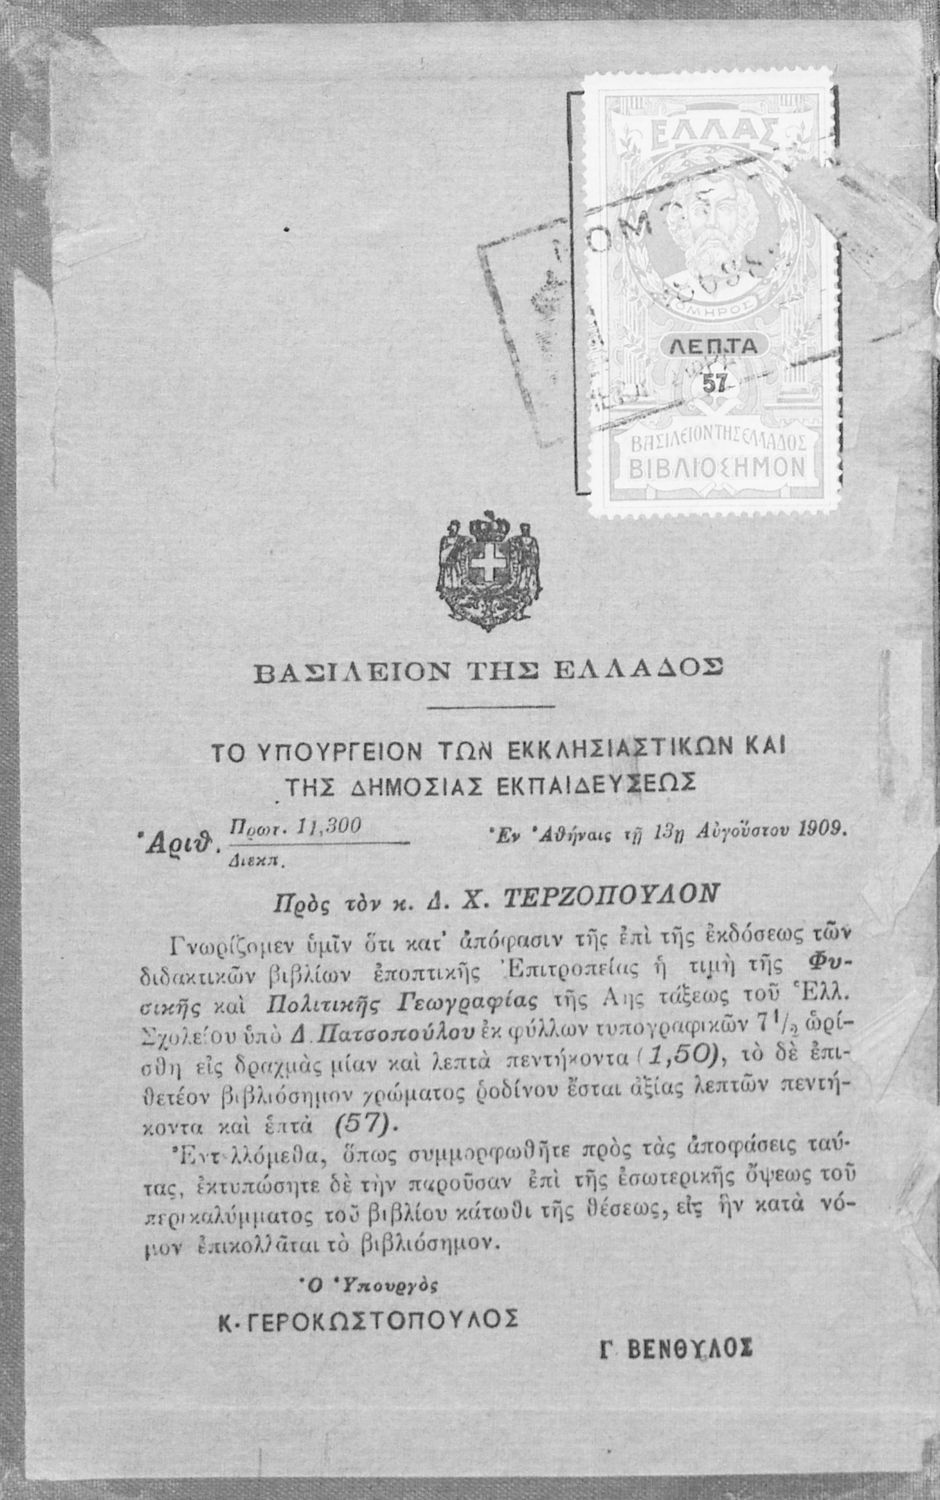 ΕΛΛΑΣ
ΟΜΗΡΟΣ
ΛΕΠΤΑ
57
ΒΑΣΙΛΕΙΟΝ ΤΗΣ ΕΛΛΑΔΟΣ
ΒΙΒΛΙΟΣΗΜΟΝ
ΒΑΣΙΛΕΙΟΝ ΤΗΣ ΕΛΛΑΔΟΣ
ΤΟ ΥΠΟΥΡΓΕΙΟΝ ΤΩΝ ΕΚΚΛΗΣΙΑΣΤΙΚΩΝ ΚΑΙ
ΤΗΣ ΔΗΜΟΣΙΑΣ ΕΚΠΑΙΔΕΥΣΕΩΣ
Ἀριθ. Πρωτ. 11,300
Διεκπ.
Ἐν Ἀθήναις τῇ 13ῃ Αὐγούστου 1909.
Πρὸς τὸν κ. Δ. Χ. ΤΕΡΖΟΠΟΥΛΟΝ
Γνωρίζομεν ὑμῖν ὅτι κατ' ἀπόφασιν τῆς ἐπὶ τῆς ἐκδόσεως τῶν
διδακτικῶν βιβλίων ἐποπτικῆς Ἐπιτροπείας ἡ τιμὴ τῆς Φυ-
σικῆς καὶ Πολιτικῆς Γεωγραφίας τῆς Αης τάξεως τοῦ Ἑλλ.
Σχολείου ὑπὸ Δ. Πατσοπούλου ἐκ φύλλων τυπογραφικῶν 7 1/2 ὡρί-
σθη εἰς δραχμὰς μίαν καὶ λεπτὰ πεντήκοντα (1,50), τὸ δὲ ἐπι-
θετέον βιβλιόσημον χρώματος ῥοδίνου ἔσται ἀξίας λεπτῶν πεντή-
κοντα καὶ ἑπτά (57).
Ἐντελλόμεθα, ὅπως συμμορφωθῆτε πρὸς τὰς ἀποφάσεις ταύ-
τας, ἐκτυπώσητε δὲ τὴν παροῦσαν ἐπὶ τῆς ἐσωτερικῆς ὄψεως τοῦ
περικαλύμματος τοῦ βιβλίου κάτωθι τῆς θέσεως, εἰς ἣν κατὰ νό-
μον ἐπικολλᾶται τὸ βιβλιόσημον.
Ὁ Ὑπουργὸς
Κ. ΓΕΡΟΚΩΣΤΟΠΟΥΛΟΣ
Γ ΒΕΝΘΥΛΟΣ